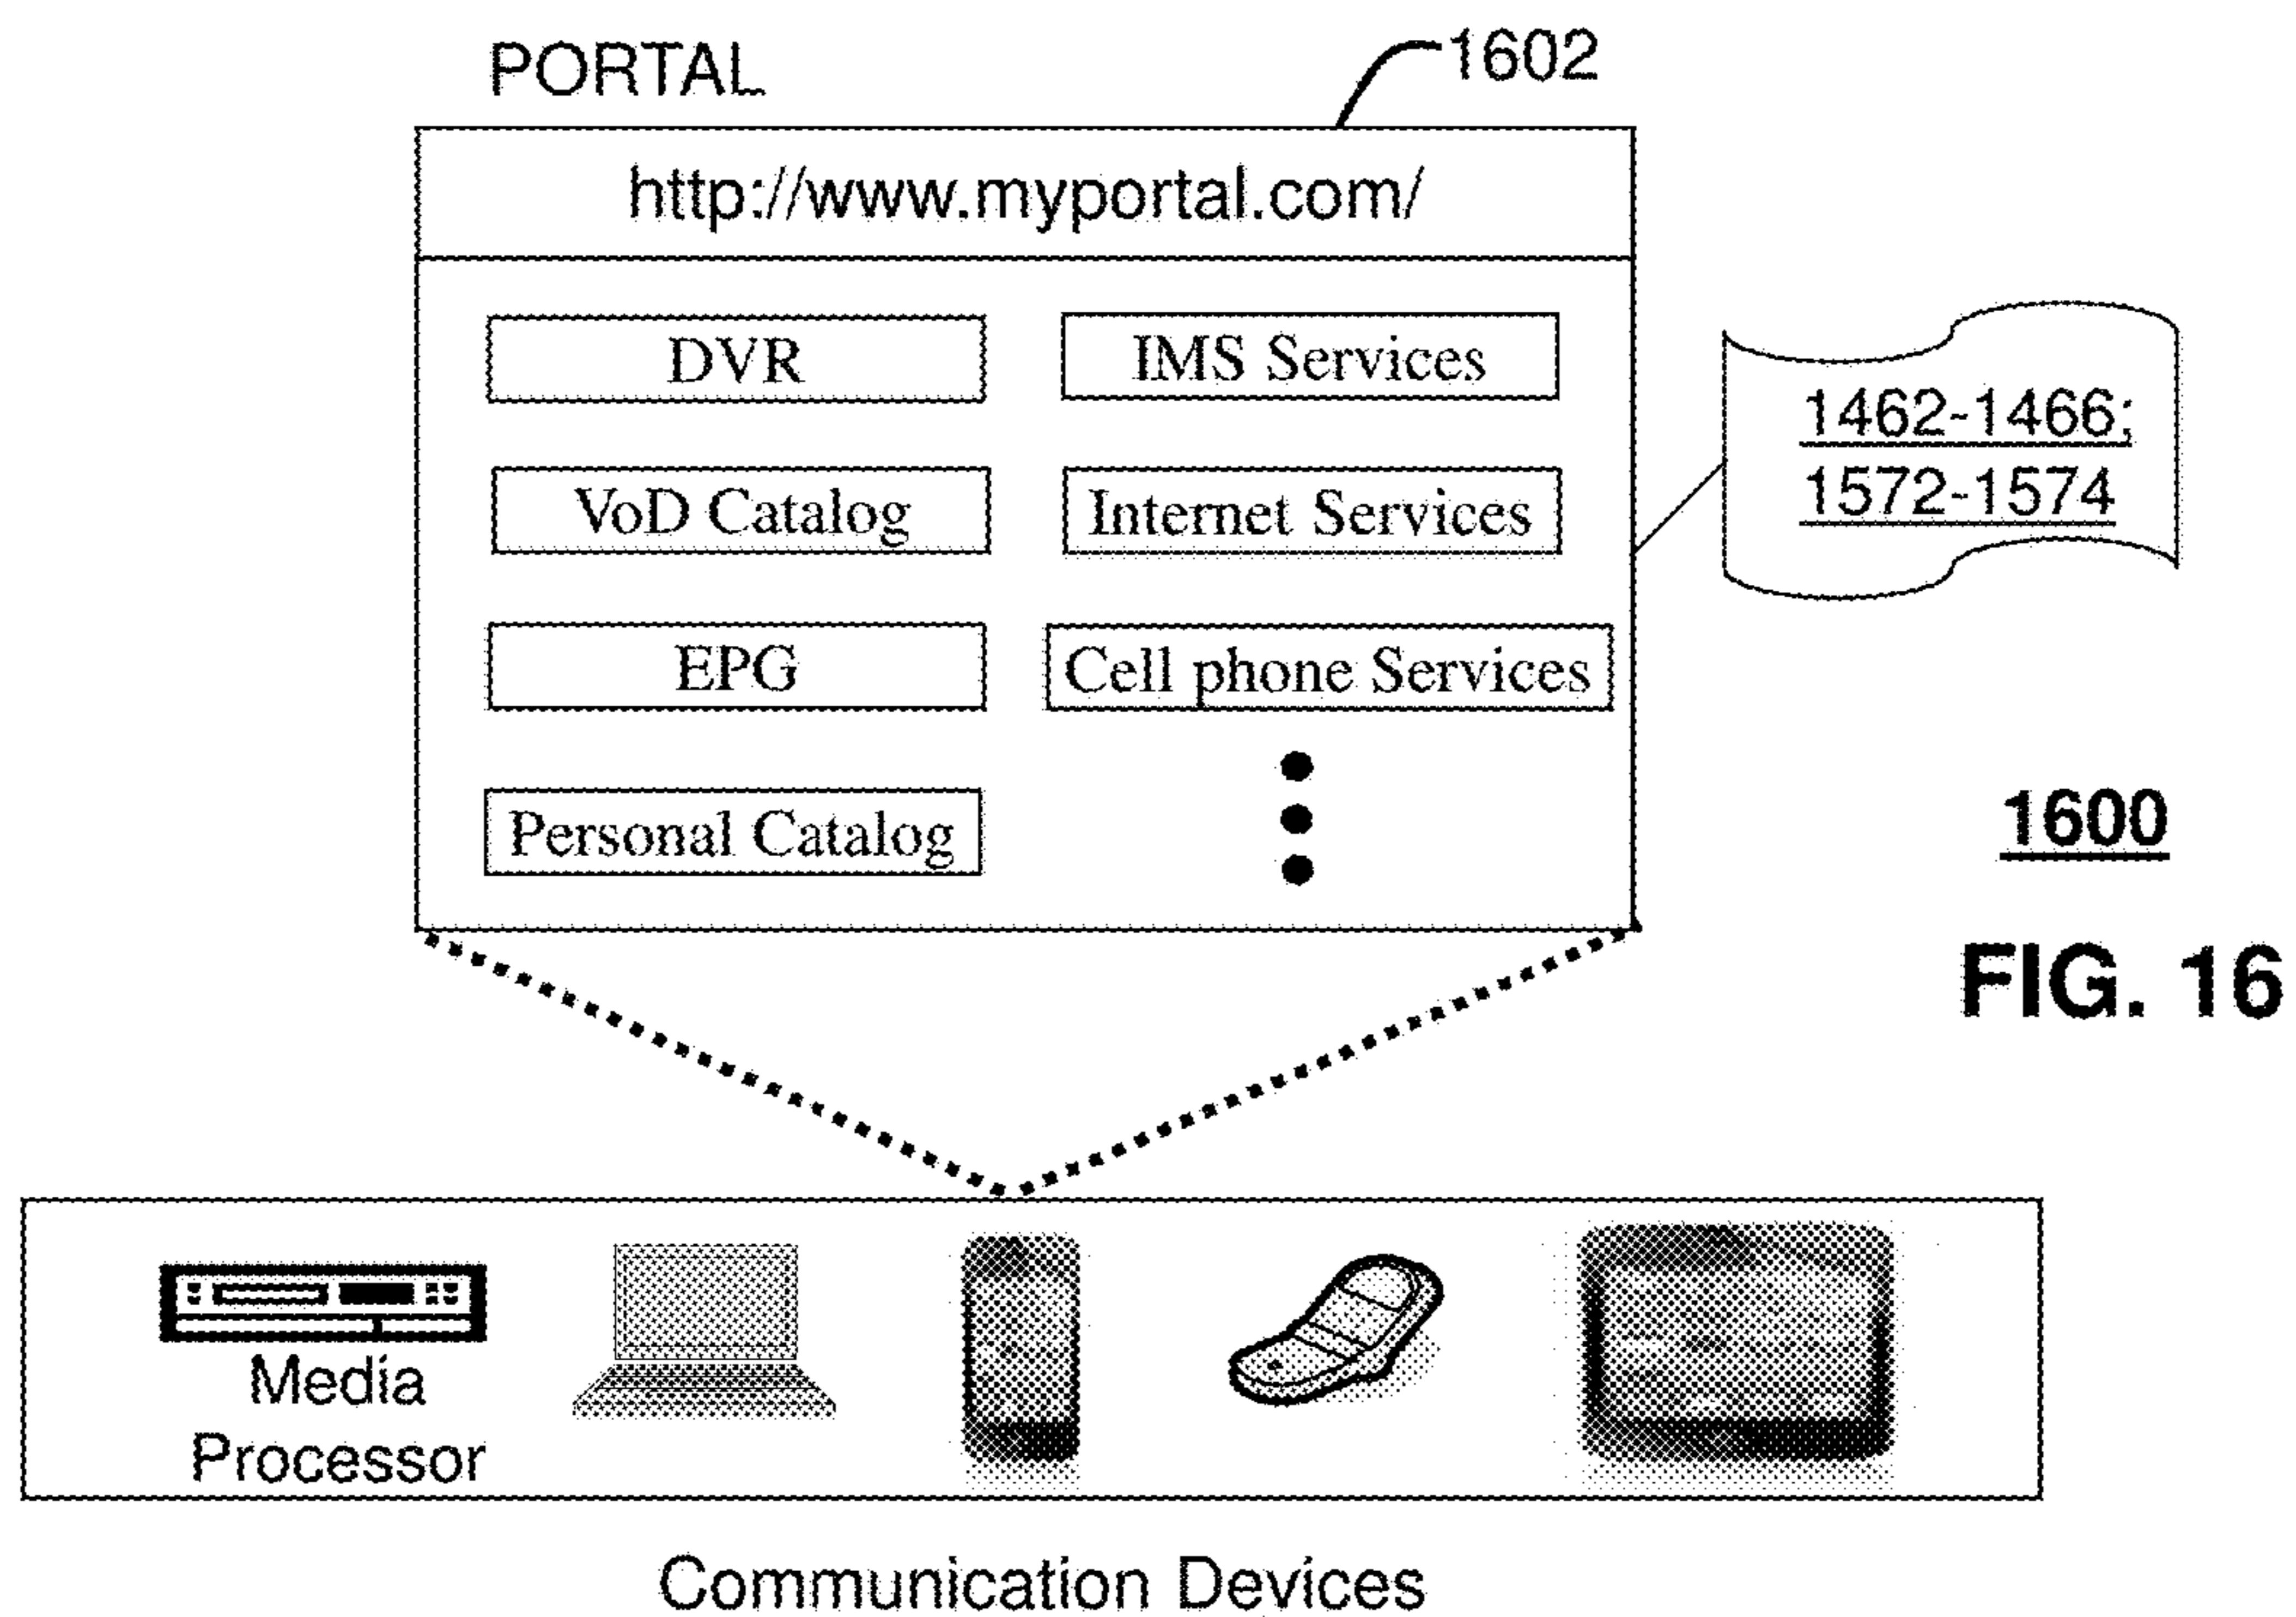 PORTAL
1602
http://www.myportal.com/
DVR
IMS Services
VoD Catalog
Internet Services
EPG
Cell phone Services
Personal Catalog
1462-1466;
1572-1574
1600
FIG. 16
Media
Processor
Communication Devices